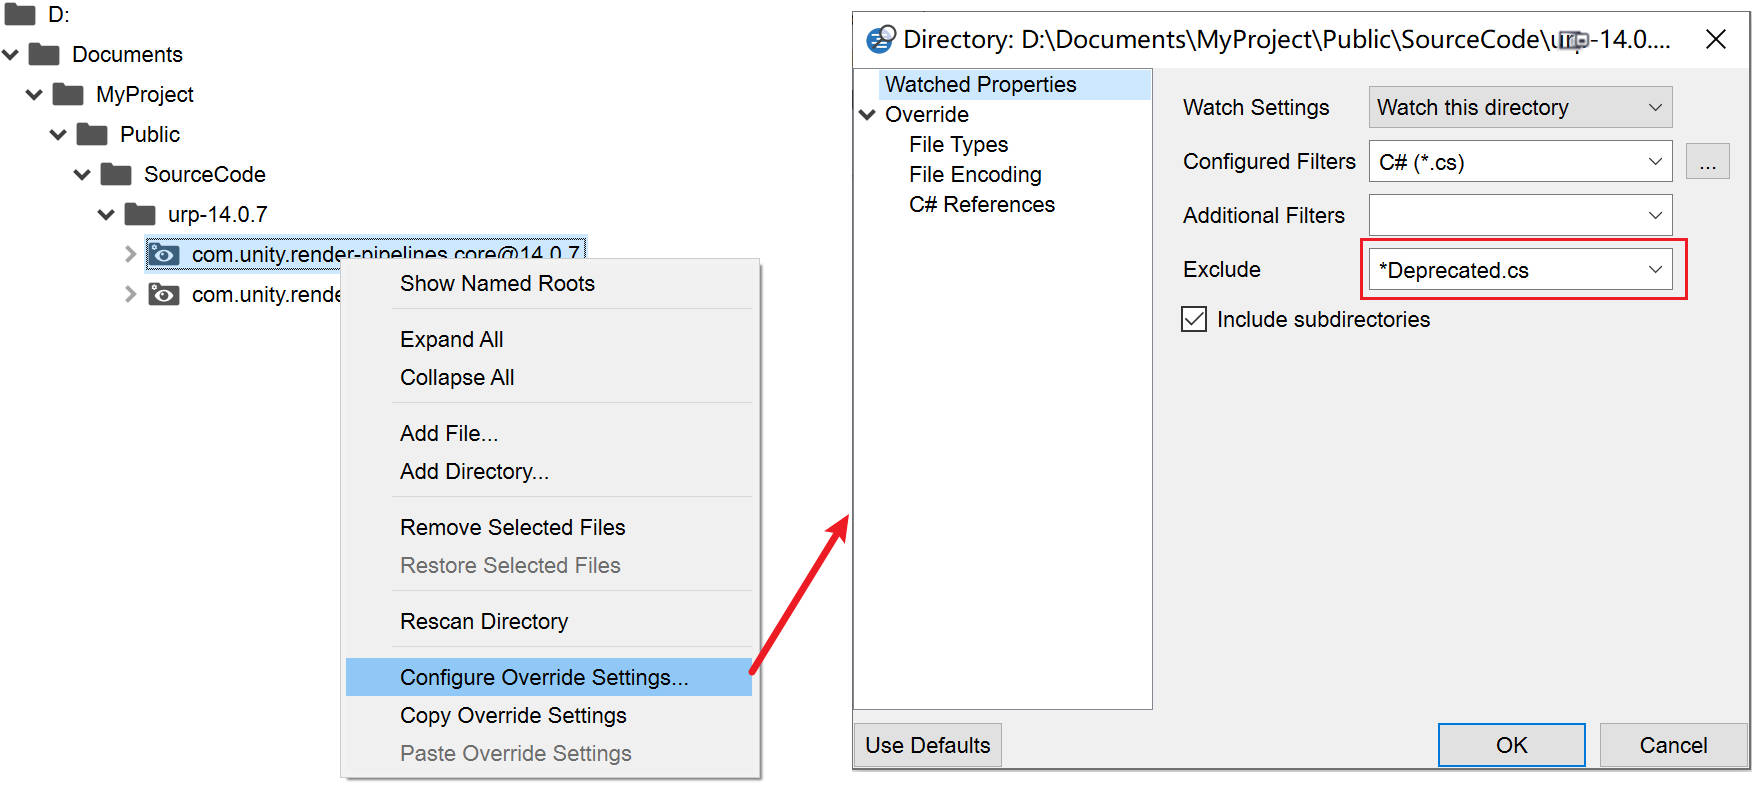 D:
Documents
MyProject
Public
SourceCode
urp-14.0.7
com.unity.render-pipelines.core@14.0.7
com.unity.rende
Show Named Roots
Expand All
Collapse All
Add File...
Add Directory...
Remove Selected Files
Restore Selected Files
Rescan Directory
Configure Override Settings...
Copy Override Settings
Paste Override Settings
Directory: D:\Documents\MyProject\Public\SourceCode\urp-14.0....
Watched Properties
Override
File Types
File Encoding
C# References
Watch Settings Watch this directory
Configured Filters C# (*.cs) ...
Additional Filters
Exclude *Deprecated.cs
Include subdirectories
Use Defaults OK Cancel